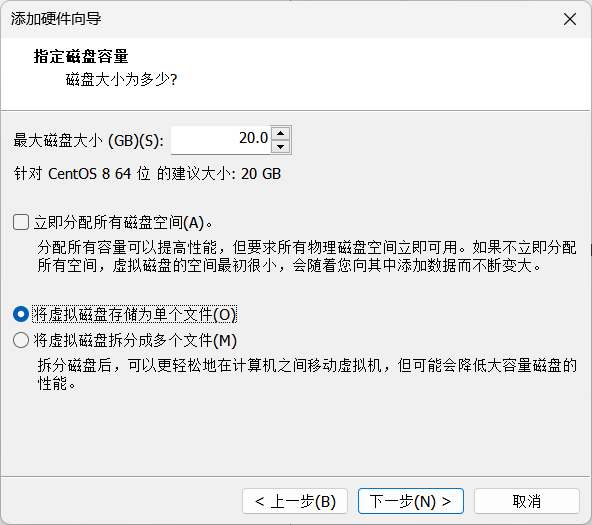 添加硬件向导
指定磁盘容量
磁盘大小为多少?
最大磁盘大小 (GB)(S): 20.0
针对 CentOS 8 64 位 的建议大小: 20 GB
立即分配所有磁盘空间(A)。
分配所有容量可以提高性能，但要求所有物理磁盘空间立即可用。如果不立即分配
所有空间，虚拟磁盘的空间最初很小，会随着您向其中添加数据而不断变大。
将虚拟磁盘存储为单个文件(O)
将虚拟磁盘拆分成多个文件(M)
拆分磁盘后，可以更轻松地在计算机之间移动虚拟机，但可能会降低大容量磁盘的
性能。
< 上一步(B) 下一步(N) > 取消